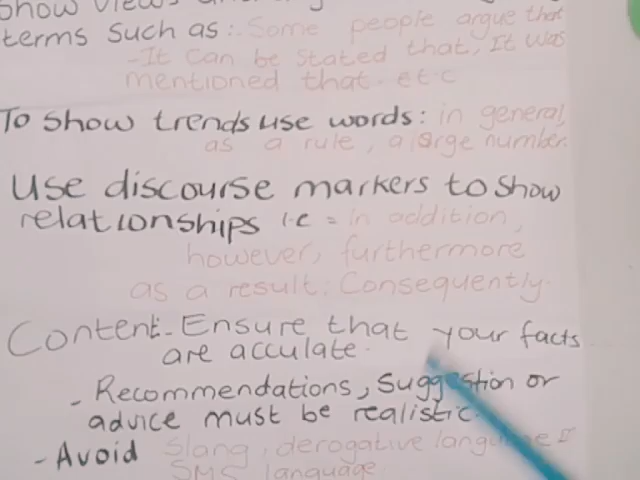 Show views
terms such as: Some people argue that
- It can be stated that, It was
mentioned that. etc
To show trends use words: in general,
as a rule, a large number.
Use discourse markers to show
relationships i.e = in addition,
however, furthermore
as a result: Consequently.
Content - Ensure that your facts
are acculate.
- Recommendations, suggestion or
advice must be realistic.
- Avoid Slang, derogative language
SMS language